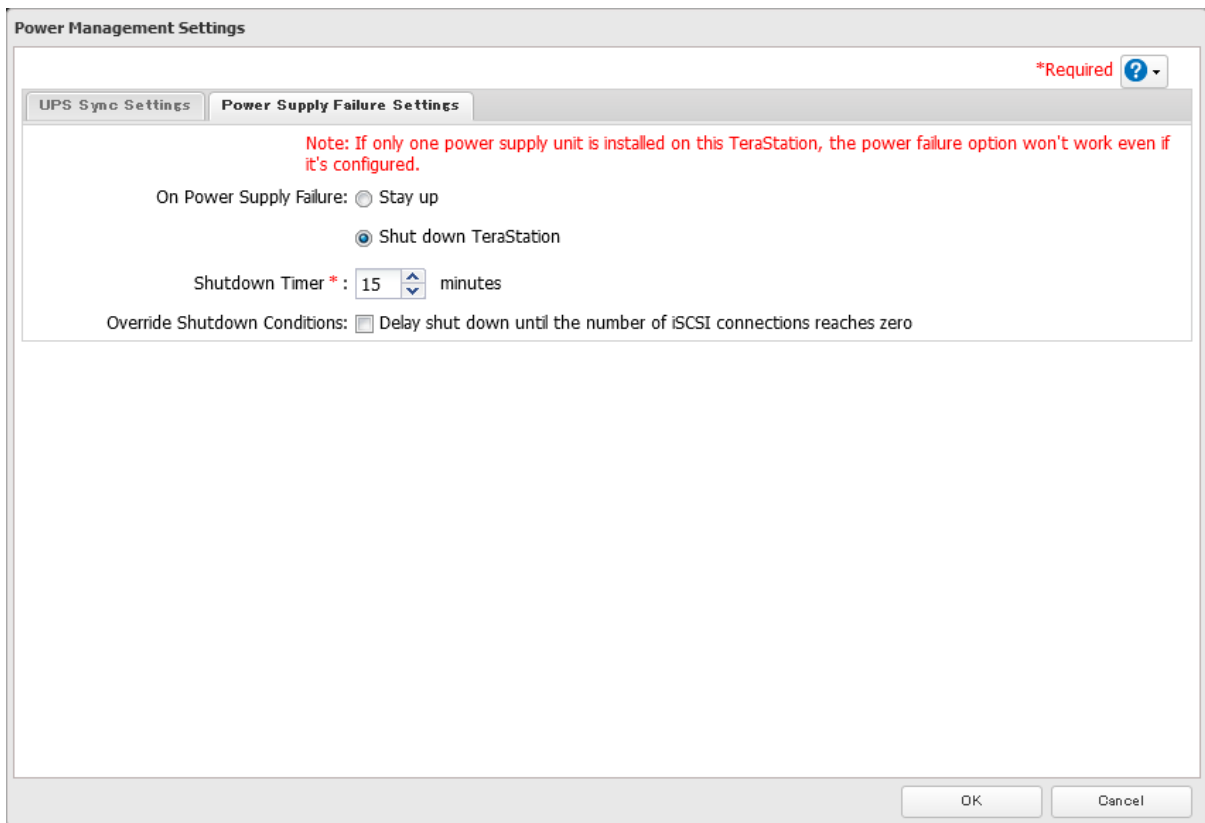 Power Management Settings
*Required ?
UPS Sync Settings Power Supply Failure Settings
Note: If only one power supply unit is installed on this TeraStation, the power failure option won't work even if
it's configured.
On Power Supply Failure: Stay up
Shut down TeraStation
Shutdown Timer * : 15 minutes
Override Shutdown Conditions: Delay shut down until the number of iSCSI connections reaches zero
OK Cancel